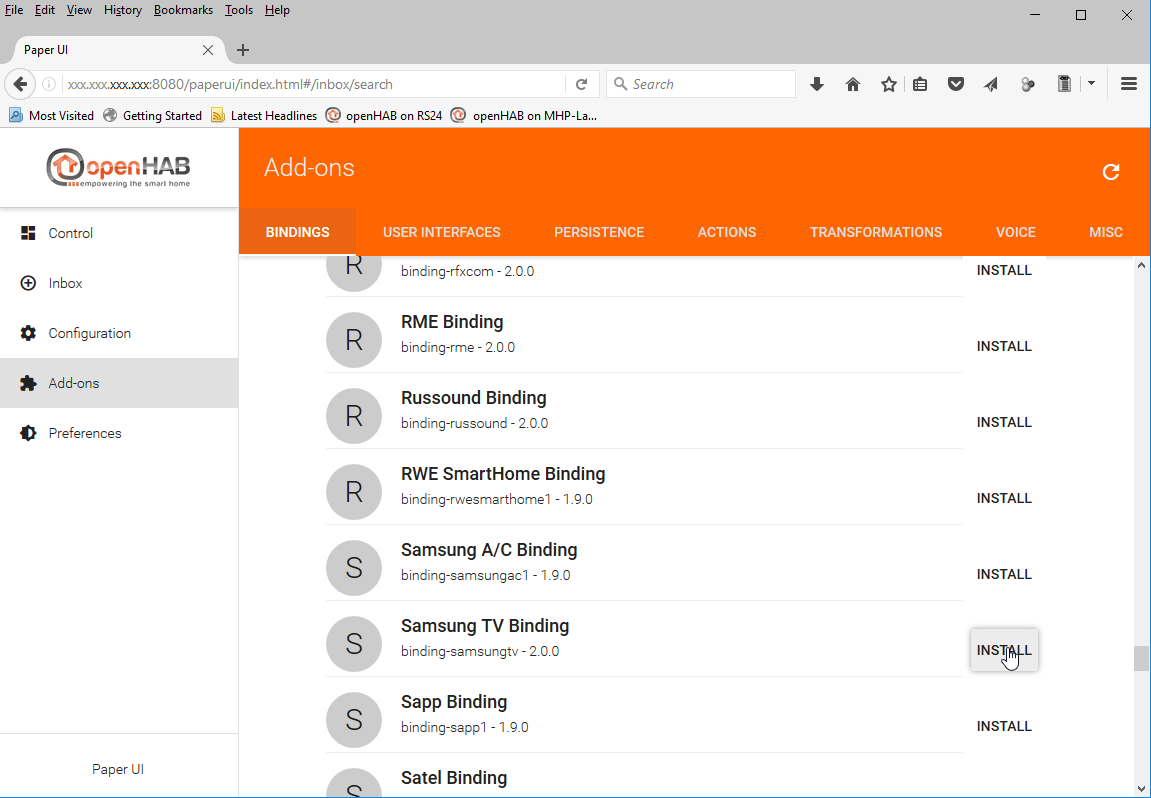 File Edit View History Bookmarks Tools Help
Paper UI
xxx.xxx.xxx.xxx:8080/paperui/index.html#/inbox/search
Search
Most Visited Getting Started Latest Headlines openHAB on RS24 openHAB on MHP-La...
openHAB
empowering the smart home
Add-ons
BINDINGS USER INTERFACES PERSISTENCE ACTIONS TRANSFORMATIONS VOICE MISC
Control
Inbox
Configuration
Add-ons
Preferences
Paper UI
R
binding-rfxcom - 2.0.0
INSTALL
R
RME Binding
binding-rme - 2.0.0
INSTALL
R
Russound Binding
binding-russound - 2.0.0
INSTALL
R
RWE SmartHome Binding
binding-rwesmarthome1 - 1.9.0
INSTALL
S
Samsung A/C Binding
binding-samsungac1 - 1.9.0
INSTALL
S
Samsung TV Binding
binding-samsungtv - 2.0.0
INSTALL
S
Sapp Binding
binding-sapp1 - 1.9.0
INSTALL
S
Satel Binding